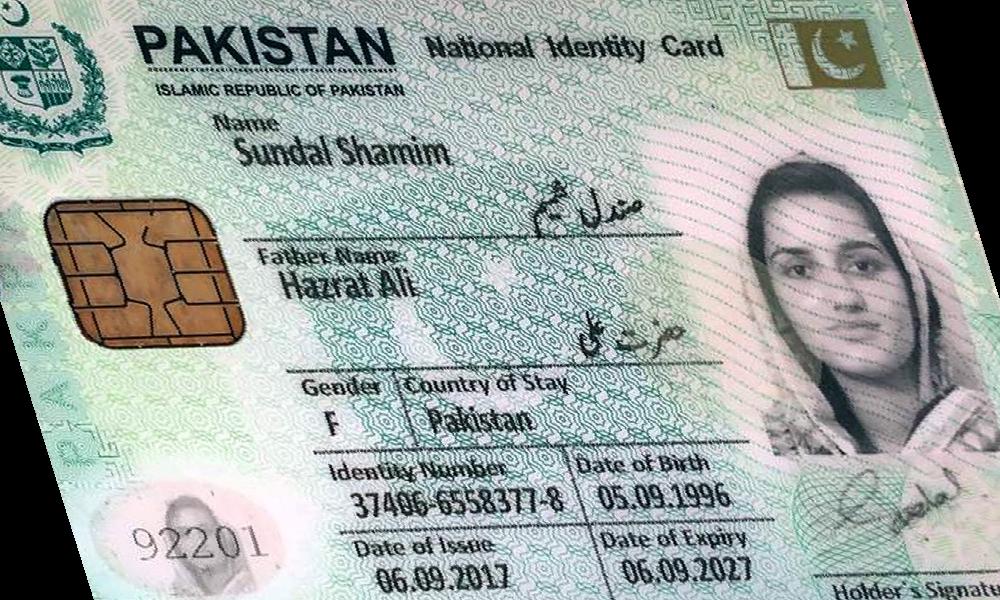 PAKISTAN National Identity Card
ISLAMIC REPUBLIC OF PAKISTAN
Name
Sundal Shamim
صندل شمیم
Father Name
Hazrat Ali
حضرت علی
Gender Country of Stay
F Pakistan
Identity Number Date of Birth
37406-6558377-8 05.09.1996
Date of Issue Date of Expiry
06.09.2017 06.09.2027
92201
Holder's Signatu